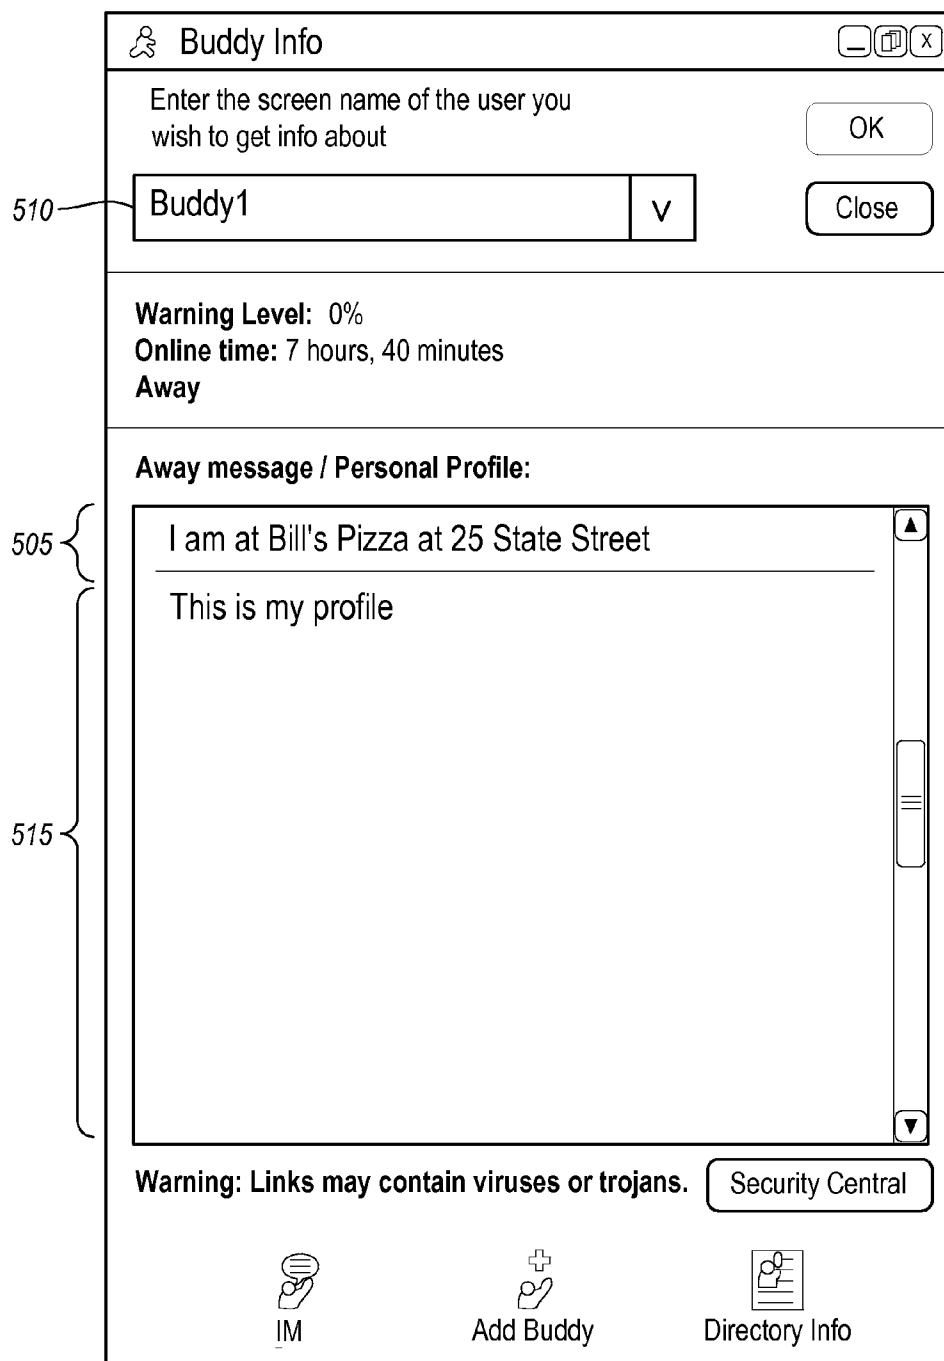 Buddy Info
X
Enter the screen name of the user you
wish to get info about
OK
510
Buddy1
V
Close
Warning Level: 0%
Online time: 7 hours, 40 minutes
Away
Away message / Personal Profile:
505
I am at Bill's Pizza at 25 State Street
This is my profile
515
Warning: Links may contain viruses or trojans.
Security Central
IM
Add Buddy
Directory Info